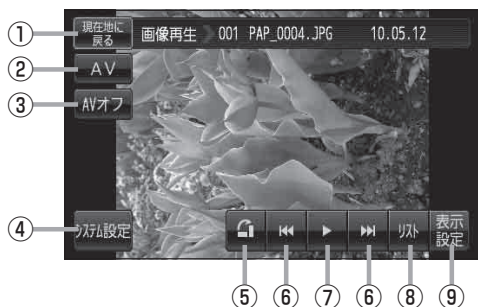 ① 現在地に
戻る 画像再生 001 PAP_0004.JPG 10.05.12
② AV
③ AVオフ
④ システム設定 リスト 表示
設定
⑤ ⑥ ⑦ ⑥ ⑧ ⑨